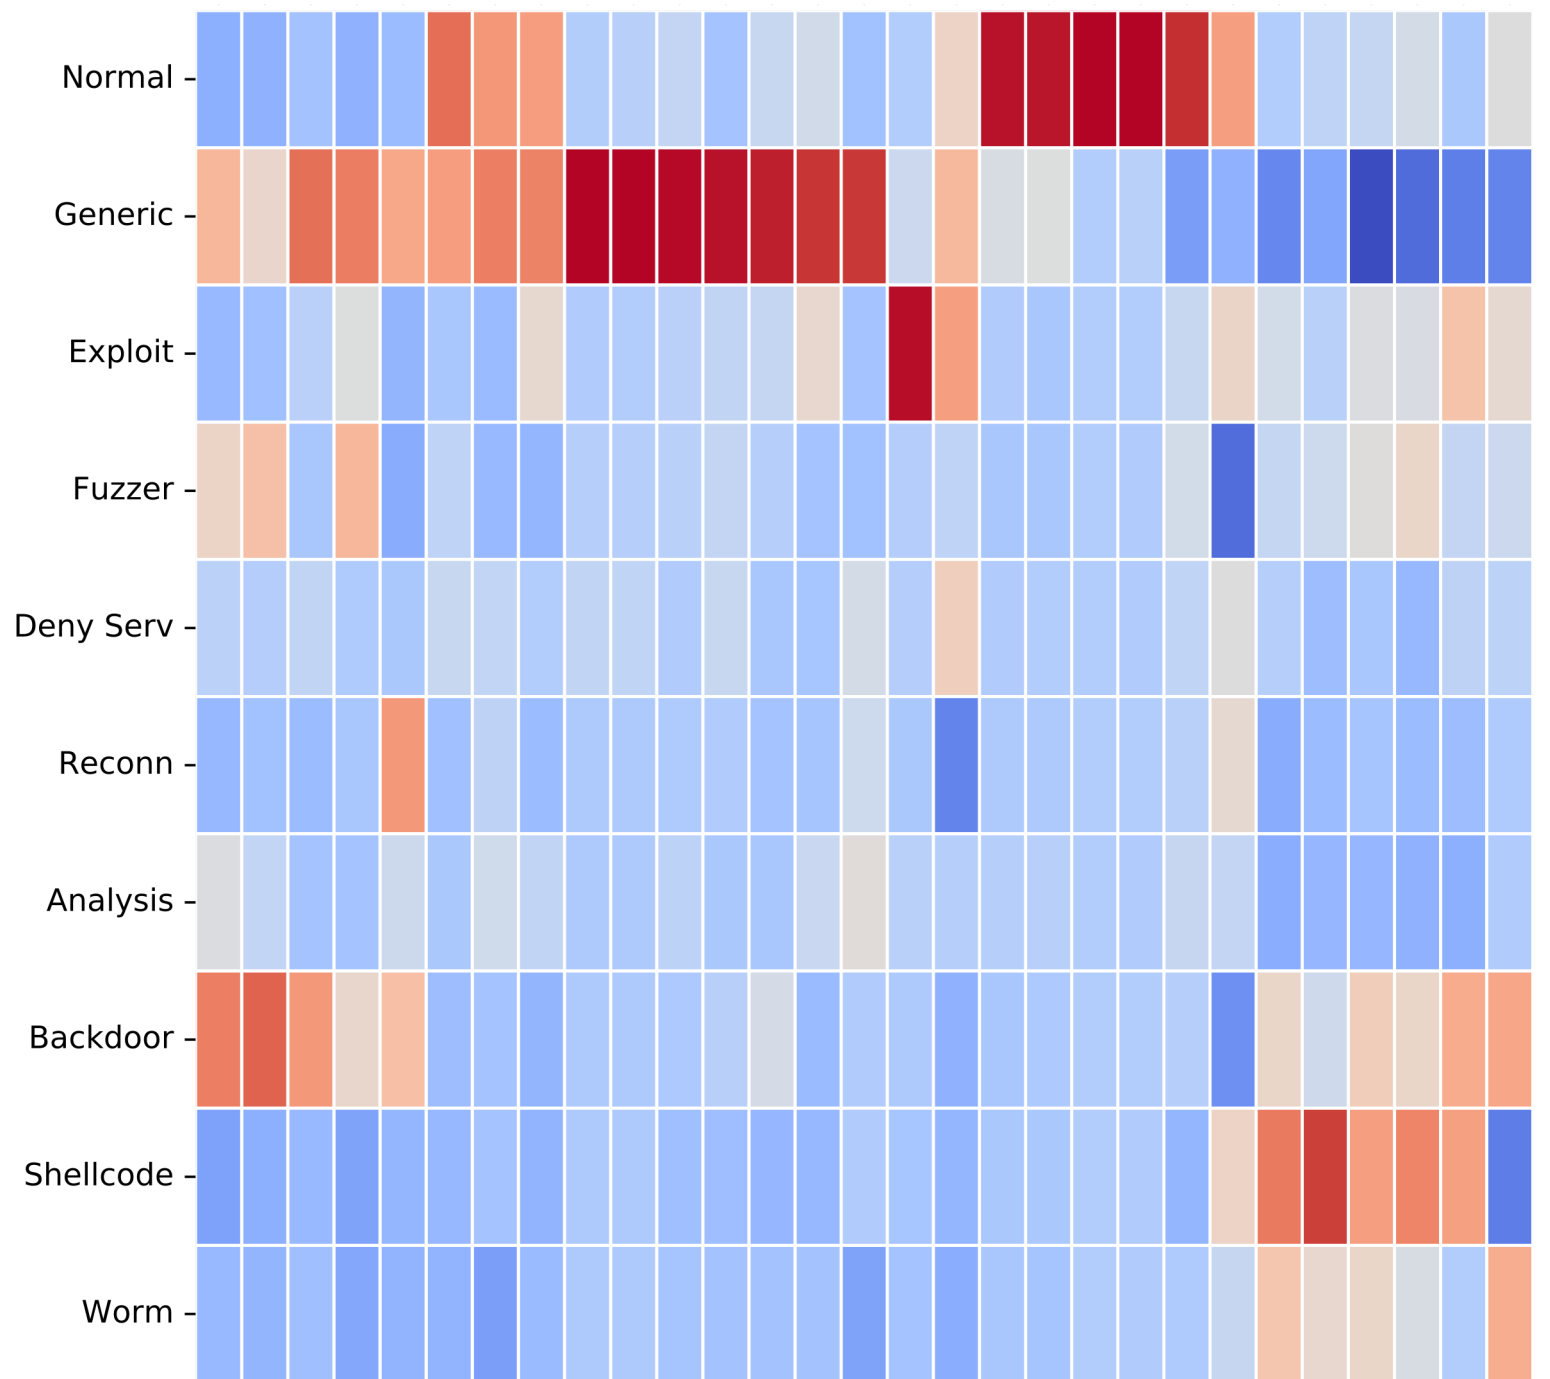 Normal
Generic
Exploit
Fuzzer
Deny Serv
Reconn
Analysis
Backdoor
Shellcode
Worm